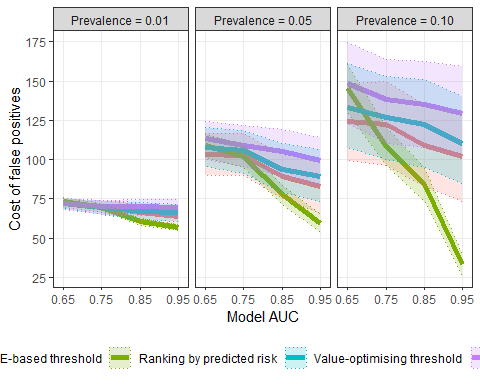 Prevalence = 0.01 Prevalence = 0.05 Prevalence = 0.10
Cost of false positives
175
150
125
100
75
50
25
0.65 0.75 0.85 0.95 0.65 0.75 0.85 0.95 0.65 0.75 0.85 0.95
Model AUC
E-based threshold Ranking by predicted risk Value-optimising threshold